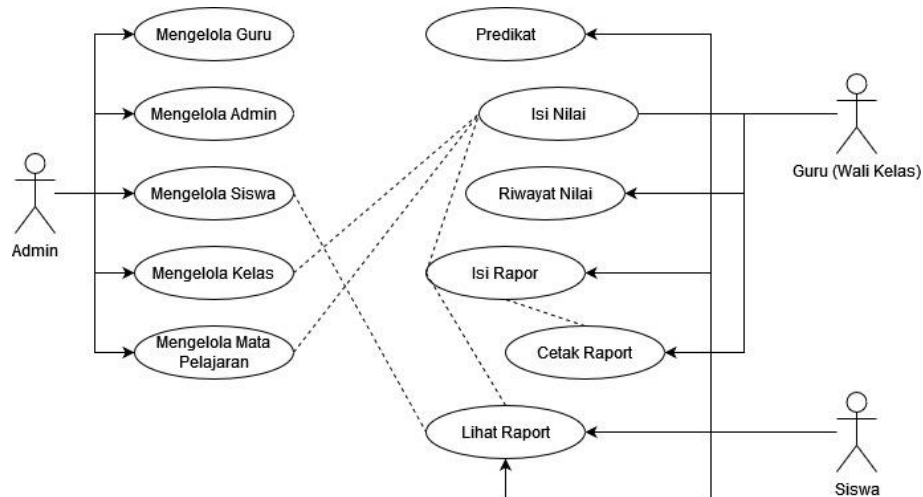 Mengelola Guru
Predikat
Mengelola Admin
Isi Nilai
Guru (Wali Kelas)
Mengelola Siswa
Riwayat Nilai
Admin
Mengelola Kelas
Isi Rapor
Mengelola Mata
Pelajaran
Cetak Raport
Lihat Raport
Siswa